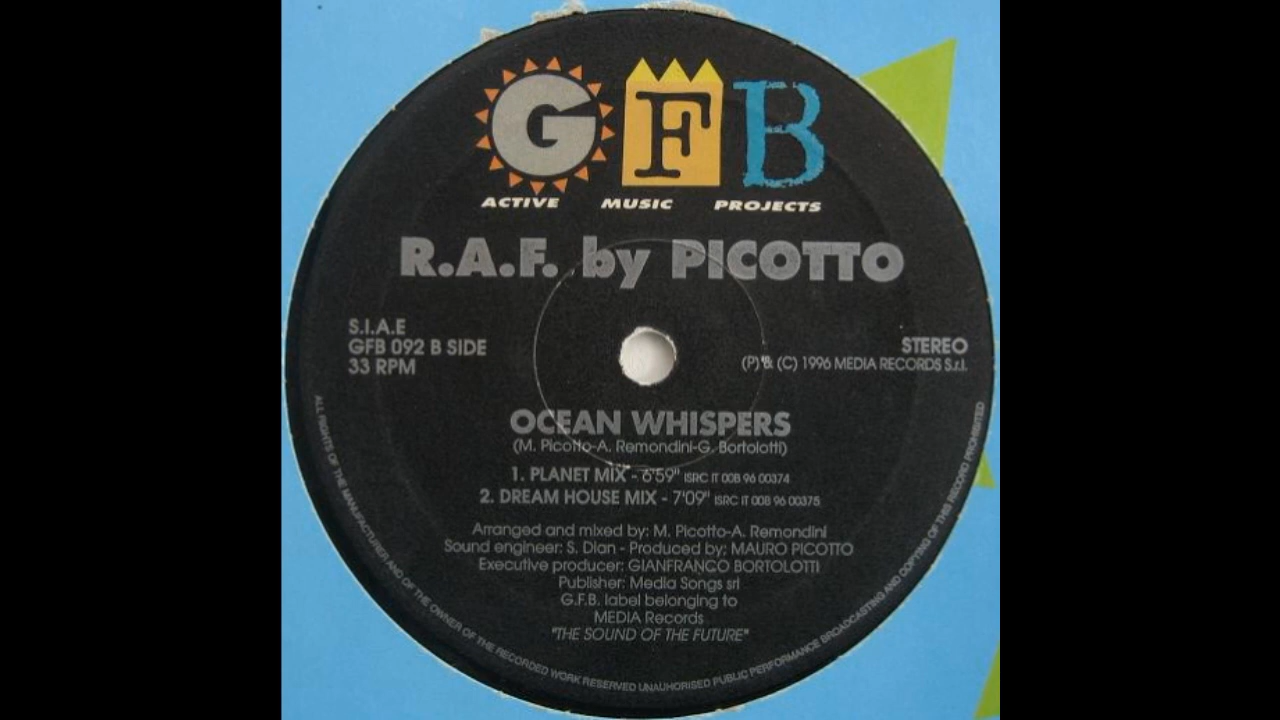 G F B
ACTIVE MUSIC PROJECTS
R.A.F. by PICOTTO
S.I.A.E
GFB 092 B SIDE
33 RPM
STEREO
(P) & (C) 1996 MEDIA RECORDS S.r.l.
OCEAN WHISPERS
(M. Picotto-A. Remondini-G. Bortolotti)
1. PLANET MIX - 6'59" ISRC IT 00B 96 00374
2. DREAM HOUSE MIX - 7'09" ISRC IT 00B 96 00375
Arranged and mixed by: M. Picotto-A. Remondini
Sound engineer: S. Dian - Produced by: MAURO PICOTTO
Executive producer: GIANFRANCO BORTOLOTTI
Publisher: Media Songs srl
G.F.B. label belonging to
MEDIA Records
"THE SOUND OF THE FUTURE"
ALL RIGHTS OF THE MANUFACTURER AND OF THE OWNER OF THE RECORDED WORK RESERVED UNAUTHORISED PUBLIC PERFORMANCE BROADCASTING AND COPYING OF THIS RECORD PROHIBITED